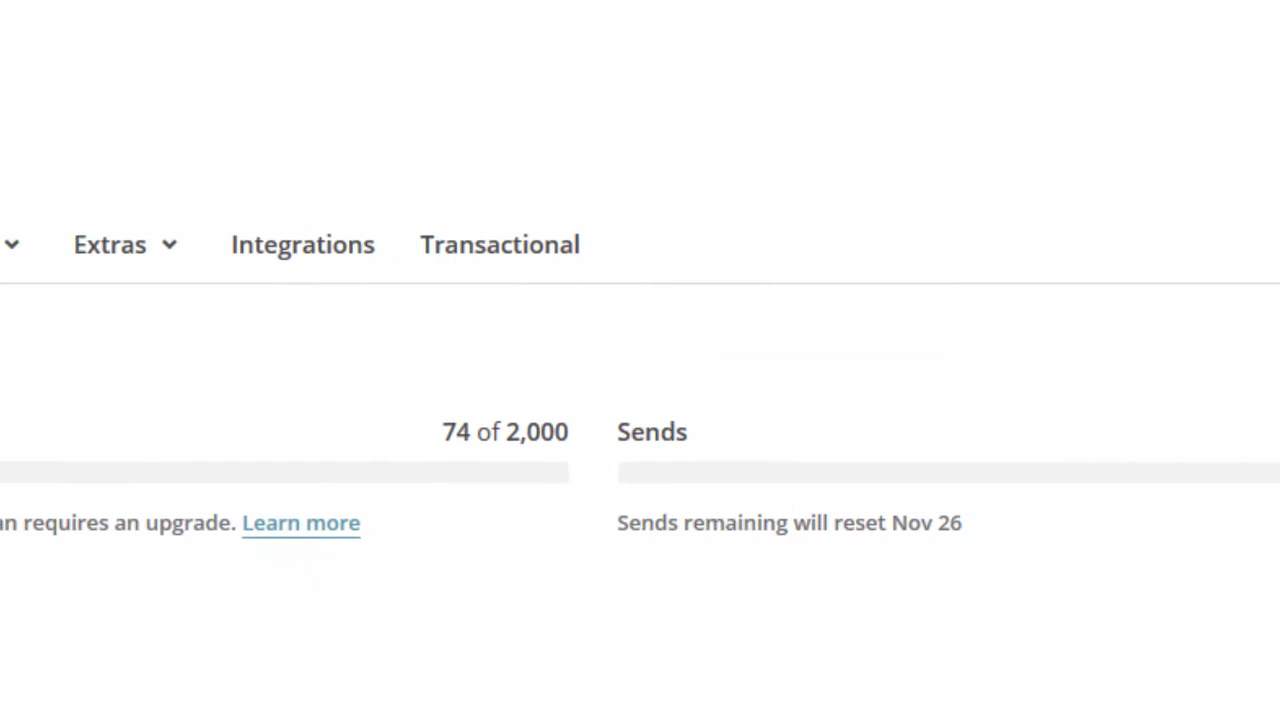 Extras Integrations Transactional
74 of 2,000
requires an upgrade. Learn more
Sends
Sends remaining will reset Nov 26